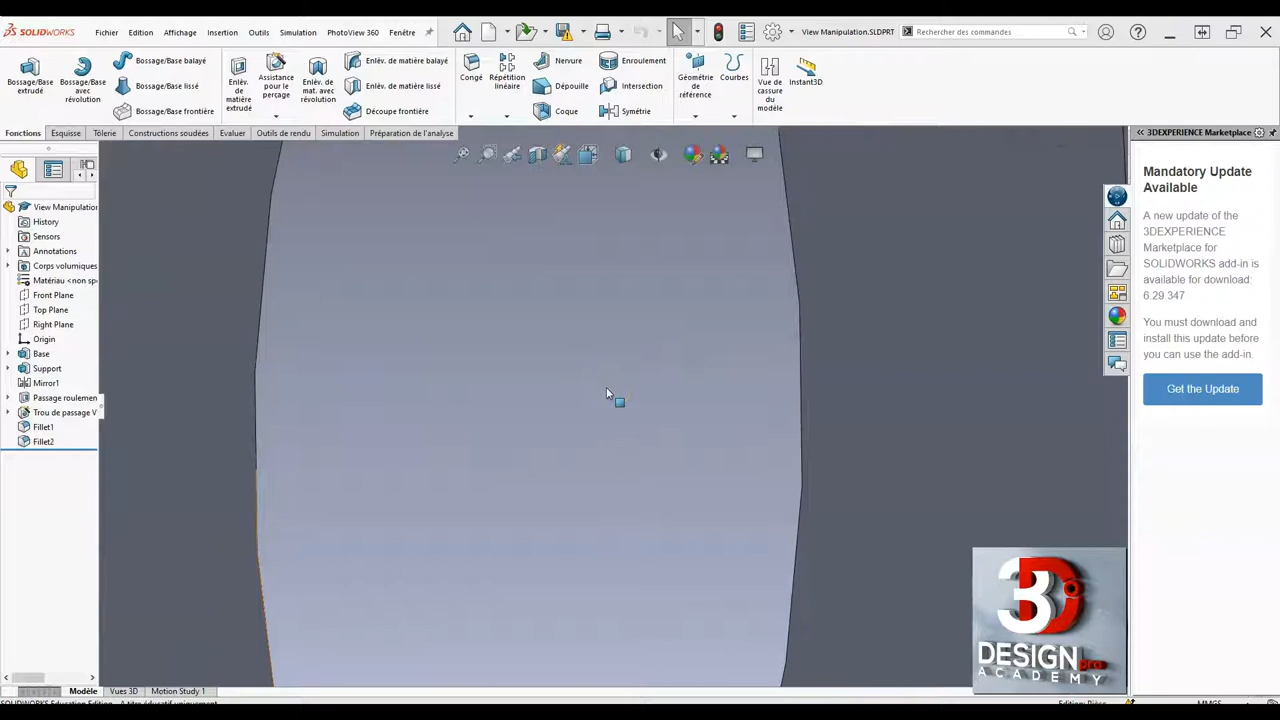 SOLIDWORKS Fichier Edition Affichage Insertion Outils Simulation PhotoView 360 Fenêtre View Manipulation.SLDPRT Rechercher des commandes
Bossage/Base extrudé
Bossage/Base avec révolution
Bossage/Base balayé
Bossage/Base lissé
Bossage/Base frontière
Enlèv. de matière extrudé
Assistance pour le perçage
Enlèv. de mat. avec révolution
Enlèv. de matière balayé
Enlèv. de matière lissé
Découpe frontière
Congé
Répétition linéaire
Nervure
Dépouille
Coque
Enroulement
Intersection
Symétrie
Géométrie de référence
Courbes
Vue de cassure du modèle
Instant3D
Fonctions Esquisse Tôlerie Constructions soudées Evaluer Outils de rendu Simulation Préparation de l'analyse
View Manipulation
History
Sensors
Annotations
Corps volumiques
Matériau <non sp
Front Plane
Top Plane
Right Plane
Origin
Base
Support
Mirror1
Passage roulemen
Trou de passage V
Fillet1
Fillet2
3DEXPERIENCE Marketplace
Mandatory Update
Available
A new update of the
3DEXPERIENCE
Marketplace for
SOLIDWORKS add-in is
available for download:
6.29.347
You must download and
install this update before
you can use the add-in.
Get the Update
3D
DESIGN pro
ACADEMY
Modèle Vues 3D Motion Study 1